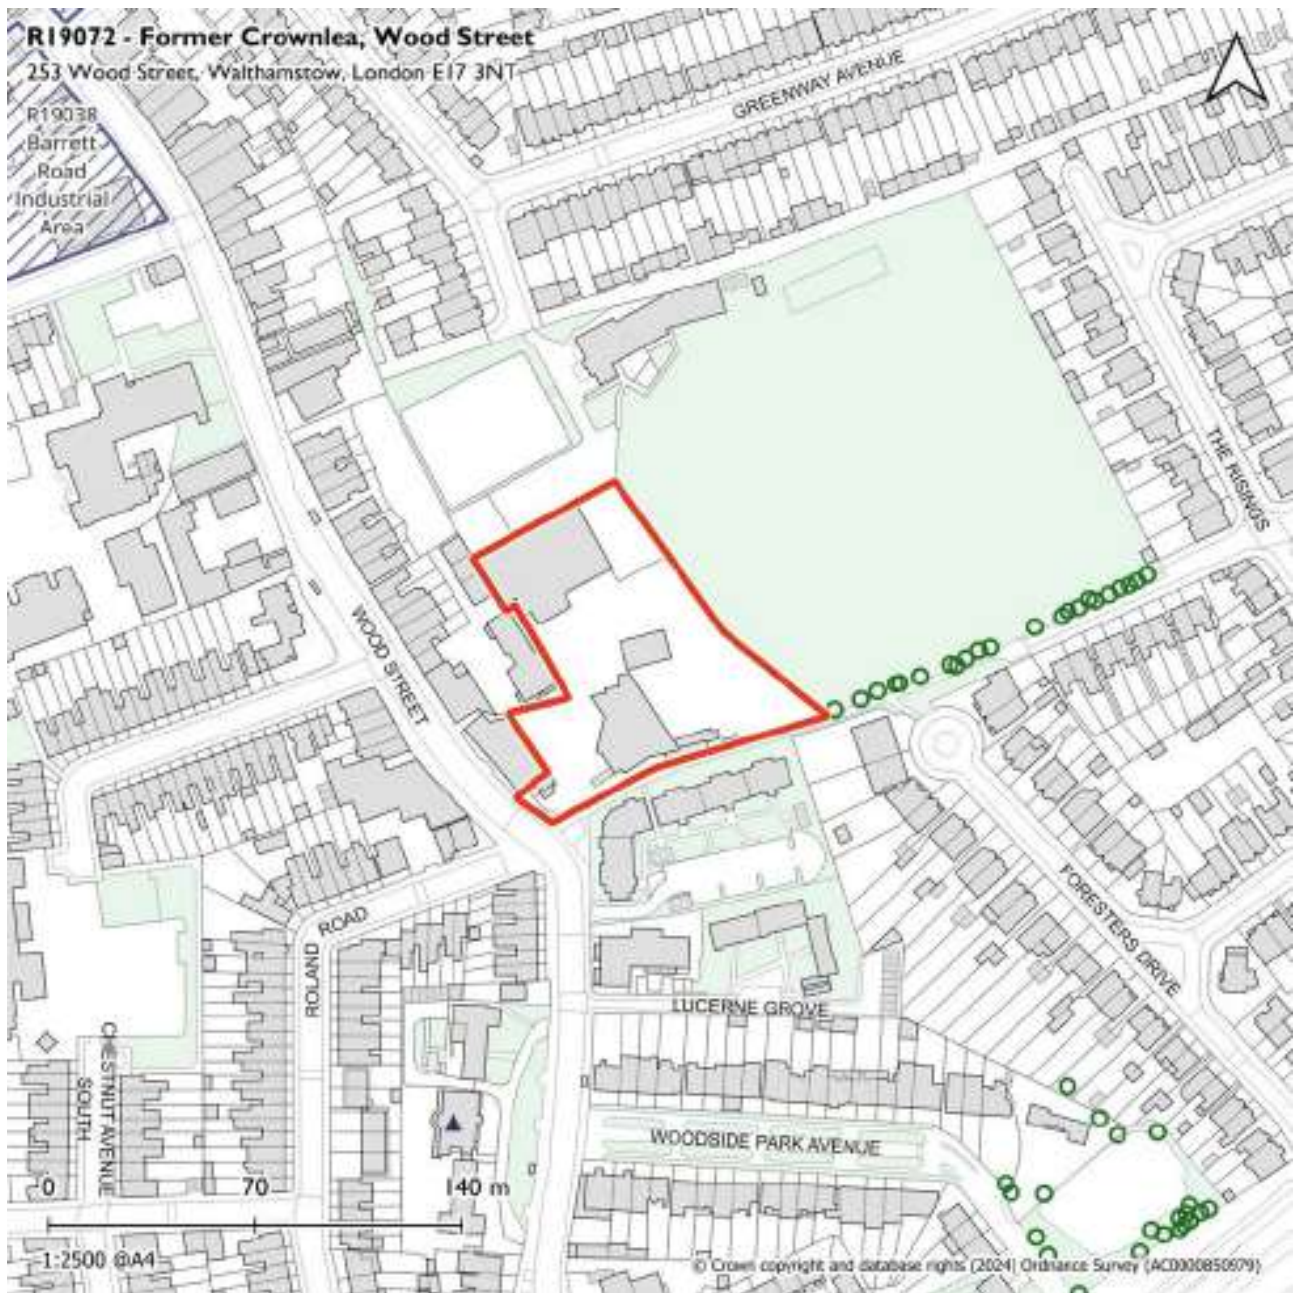 R19072 - Former Crownlea, Wood Street
253 Wood Street, Walthamstow, London E17 3NT
R19038
Barrett
Road
Industrial
Area
GREENWAY AVENUE
THE RISINGS
WOOD STREET
FORESTERS DRIVE
ROLAND ROAD
LUCERNE GROVE
CHESTNUT AVENUE
SOUTH
WOODSIDE PARK AVENUE
0 70 140 m
1:2500 @A4
© Crown copyright and database rights (2024) Ordnance Survey (AC0000850979)